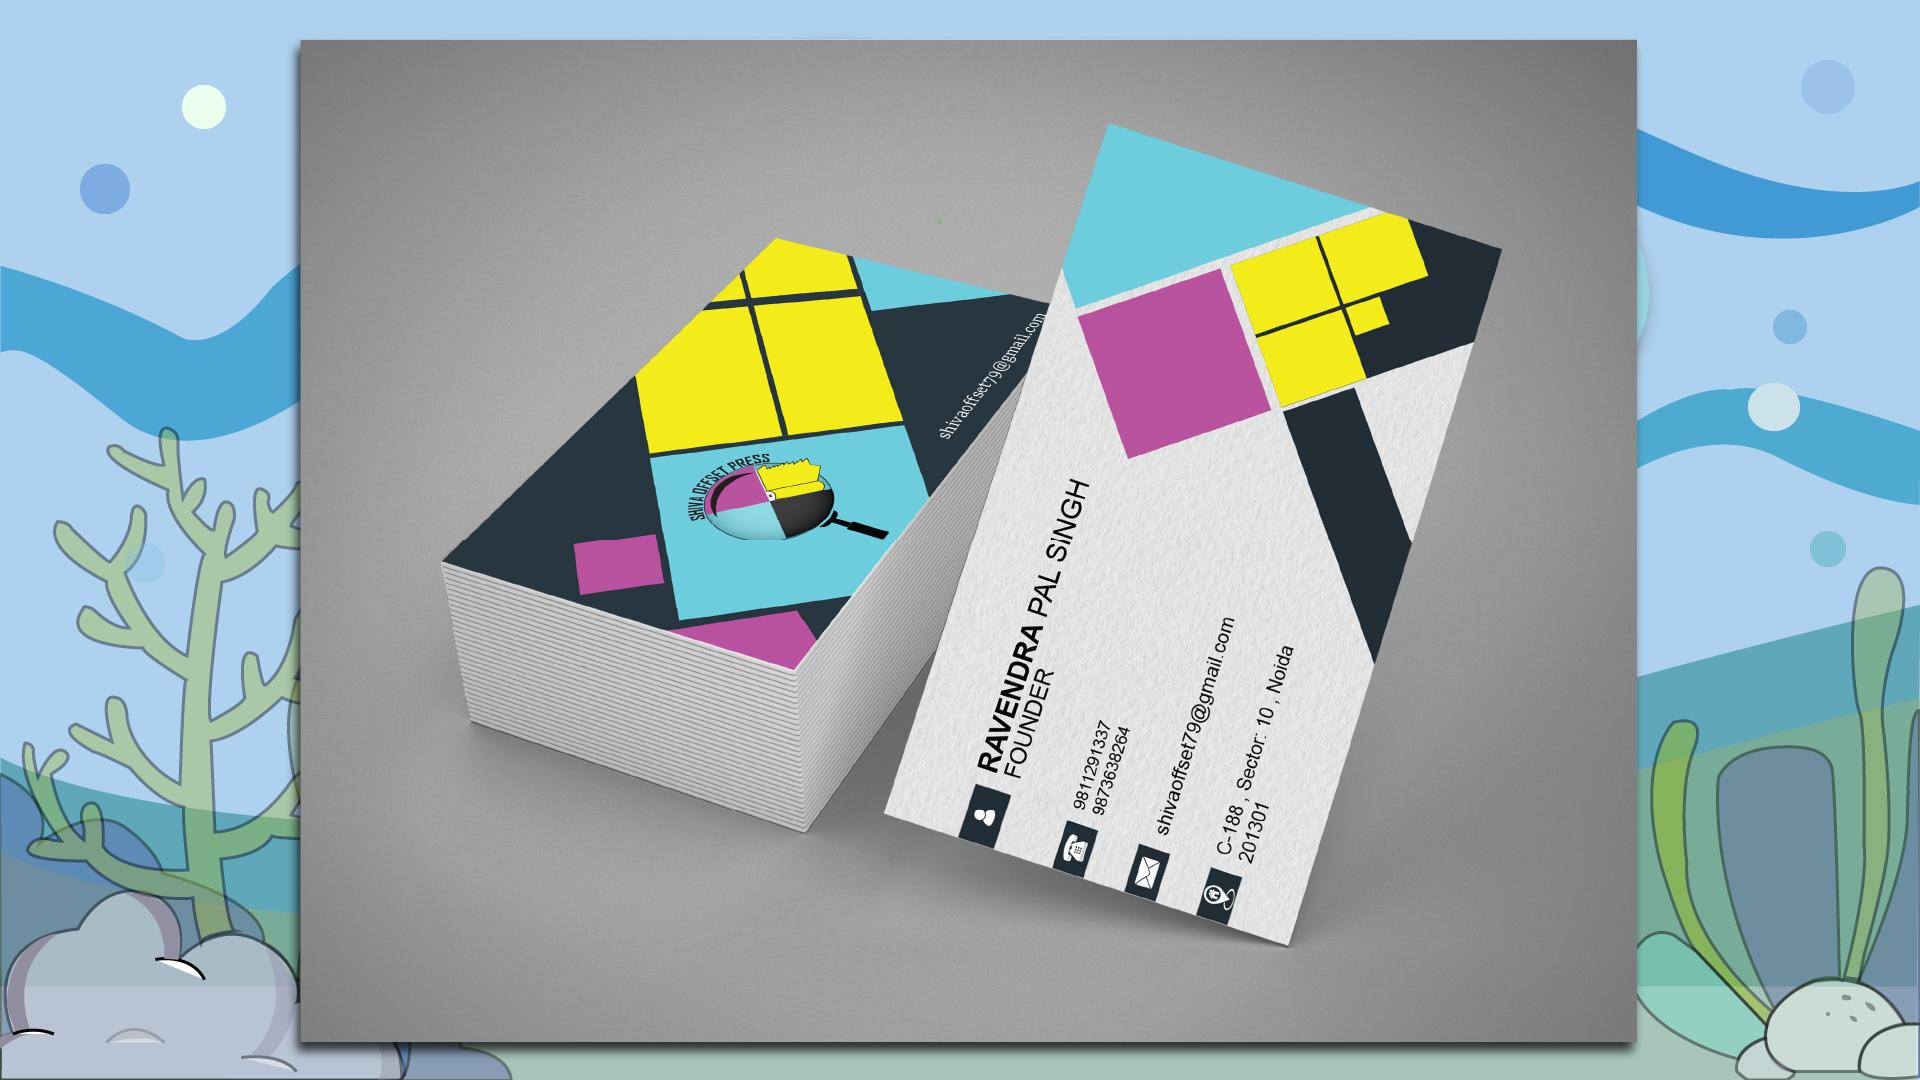 SHIVA OFFSET PRESS
shivaoffset79@gmail.com
RAVENDRA PAL SINGH
FOUNDER
9811291337
9873638264
shivaoffset79@gmail.com
C-188 , Sector: 10 , Noida
201301